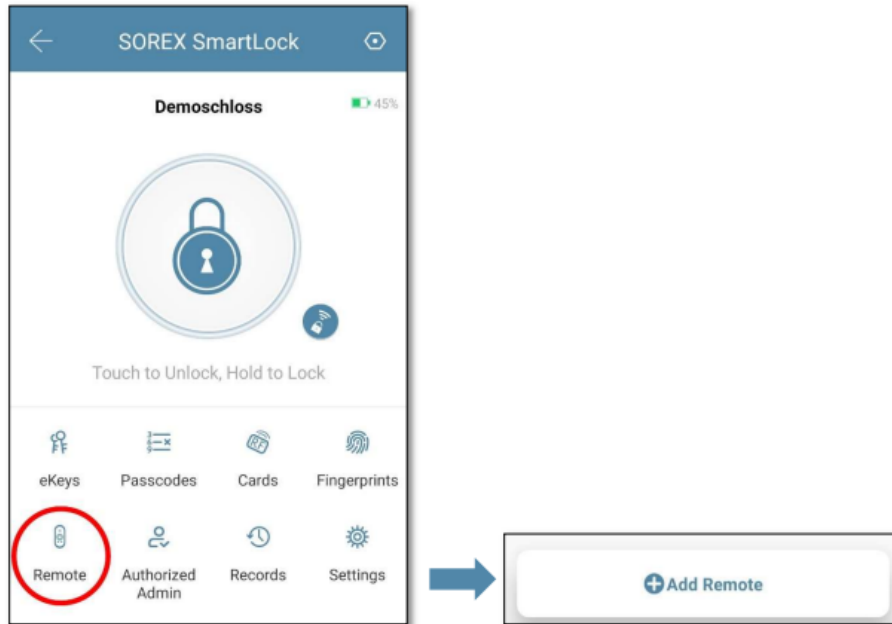 SOREX SmartLock
Demoschloss
45%
Touch to Unlock, Hold to Lock
eKeys Passcodes Cards Fingerprints
Remote Authorized Admin Records Settings
Add Remote